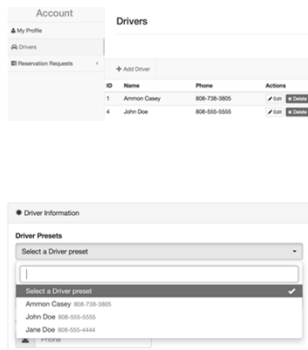 Account
Drivers
My Profile
Drivers
Reservation Requests
+ Add Driver
ID Name Phone Actions
1 Ammon Casey 808-738-3805 Edit × Delete
4 John Doe 808-555-5555 Edit × Delete
Driver Information
Driver Presets
Select a Driver preset
Select a Driver preset
Ammon Casey 808-738-3805
John Doe 808-555-5555
Jane Doe 808-555-4444
Phone